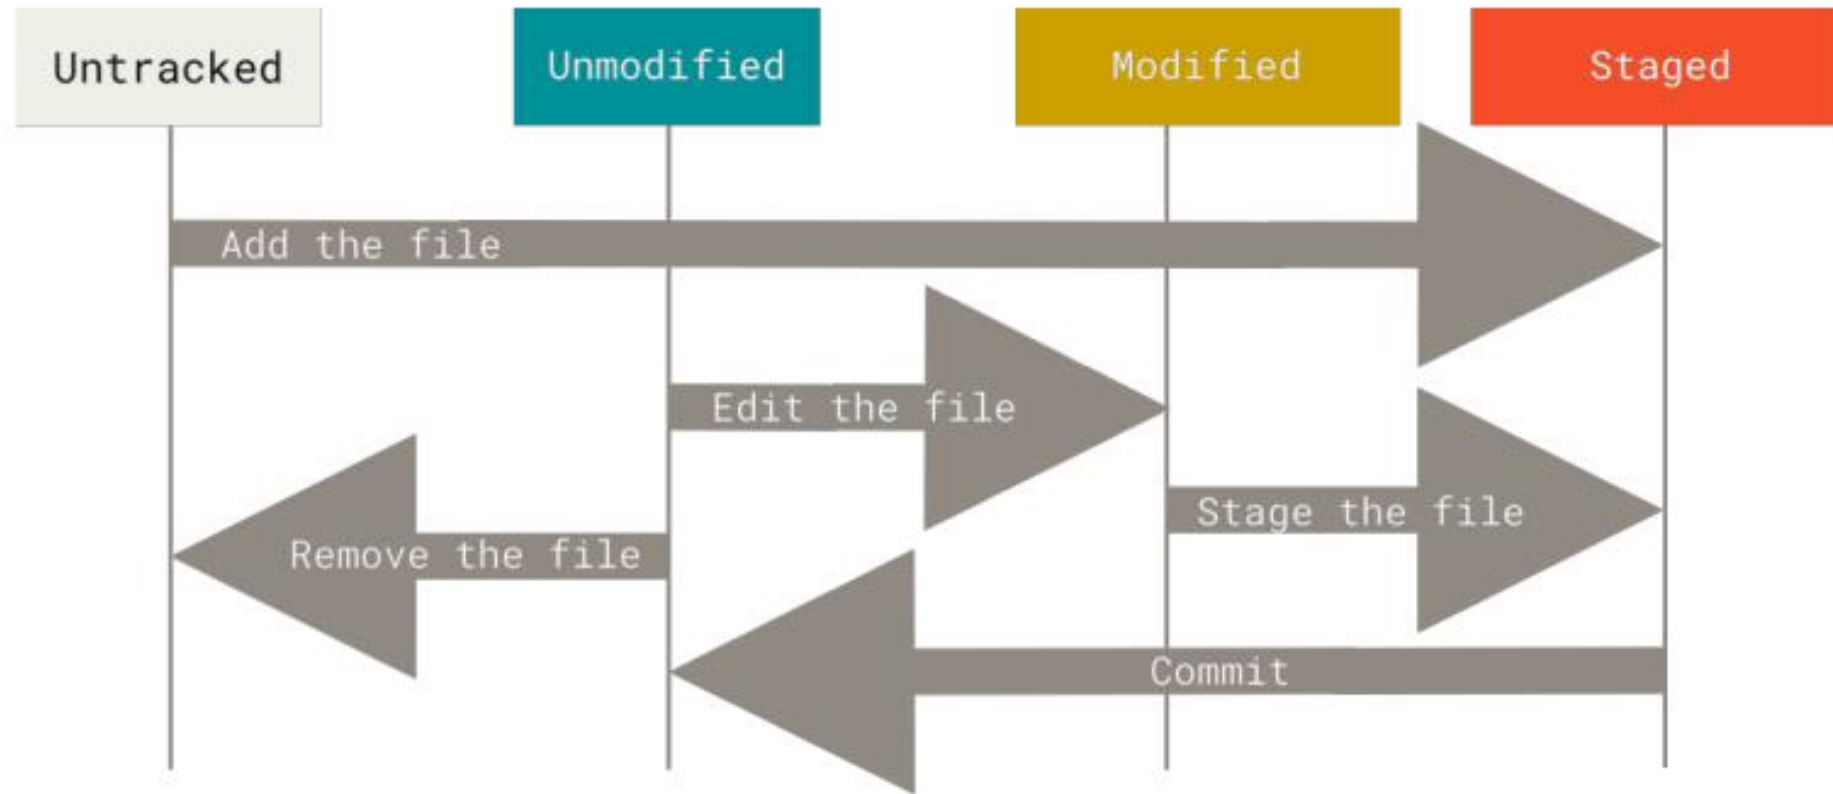 Untracked
Unmodified
Modified
Staged
Add the file
Edit the file
Stage the file
Remove the file
Commit